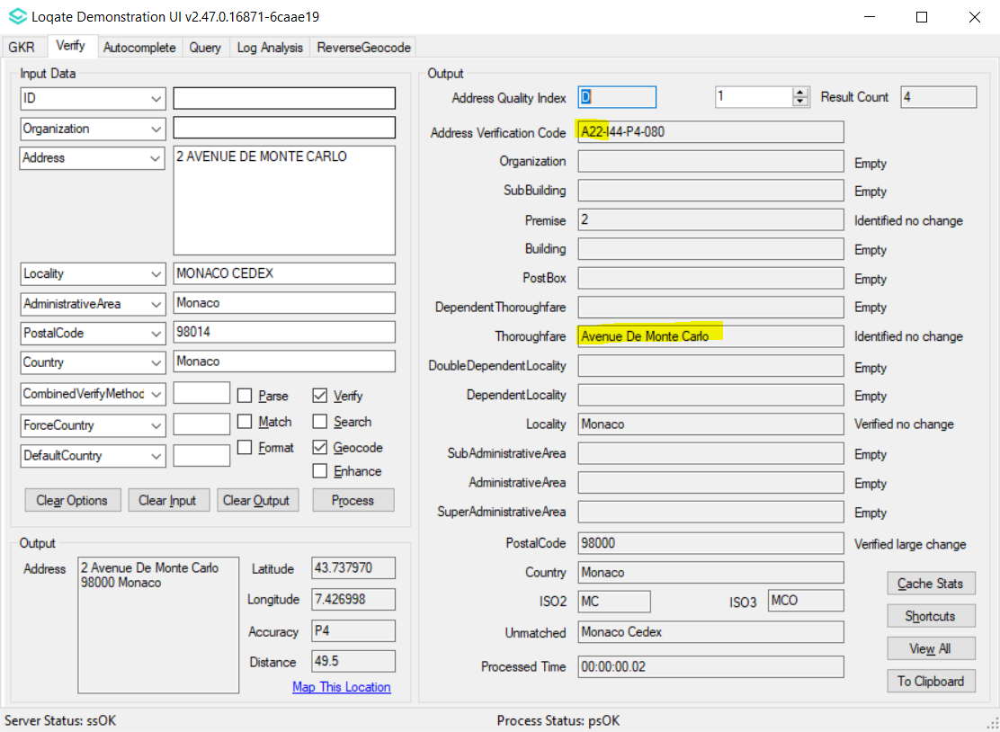 Loqate Demonstration UI v2.47.0.16871-6caae19
GKR Verify Autocomplete Query Log Analysis ReverseGeocode
Input Data
ID
Organization
Address 2 AVENUE DE MONTE CARLO
Locality MONACO CEDEX
AdministrativeArea Monaco
PostalCode 98014
Country Monaco
CombinedVerifyMethod Parse Verify
ForceCountry Match Search
DefaultCountry Format Geocode
Enhance
Clear Options Clear Input Clear Output Process
Output
Address 2 Avenue De Monte Carlo
98000 Monaco
Latitude 43.737970
Longitude 7.426998
Accuracy P4
Distance 49.5
Map This Location
Output
Address Quality Index D 1 Result Count 4
Address Verification Code A22-I44-P4-080
Organization Empty
SubBuilding Empty
Premise 2 Identified no change
Building Empty
PostBox Empty
DependentThoroughfare Empty
Thoroughfare Avenue De Monte Carlo Identified no change
DoubleDependentLocality Empty
DependentLocality Empty
Locality Monaco Verified no change
SubAdministrativeArea Empty
AdministrativeArea Empty
SuperAdministrativeArea Empty
PostalCode 98000 Verified large change
Country Monaco
ISO2 MC ISO3 MCO
Unmatched Monaco Cedex
Processed Time 00:00:00.02
Cache Stats
Shortcuts
View All
To Clipboard
Server Status: ssOK Process Status: psOK